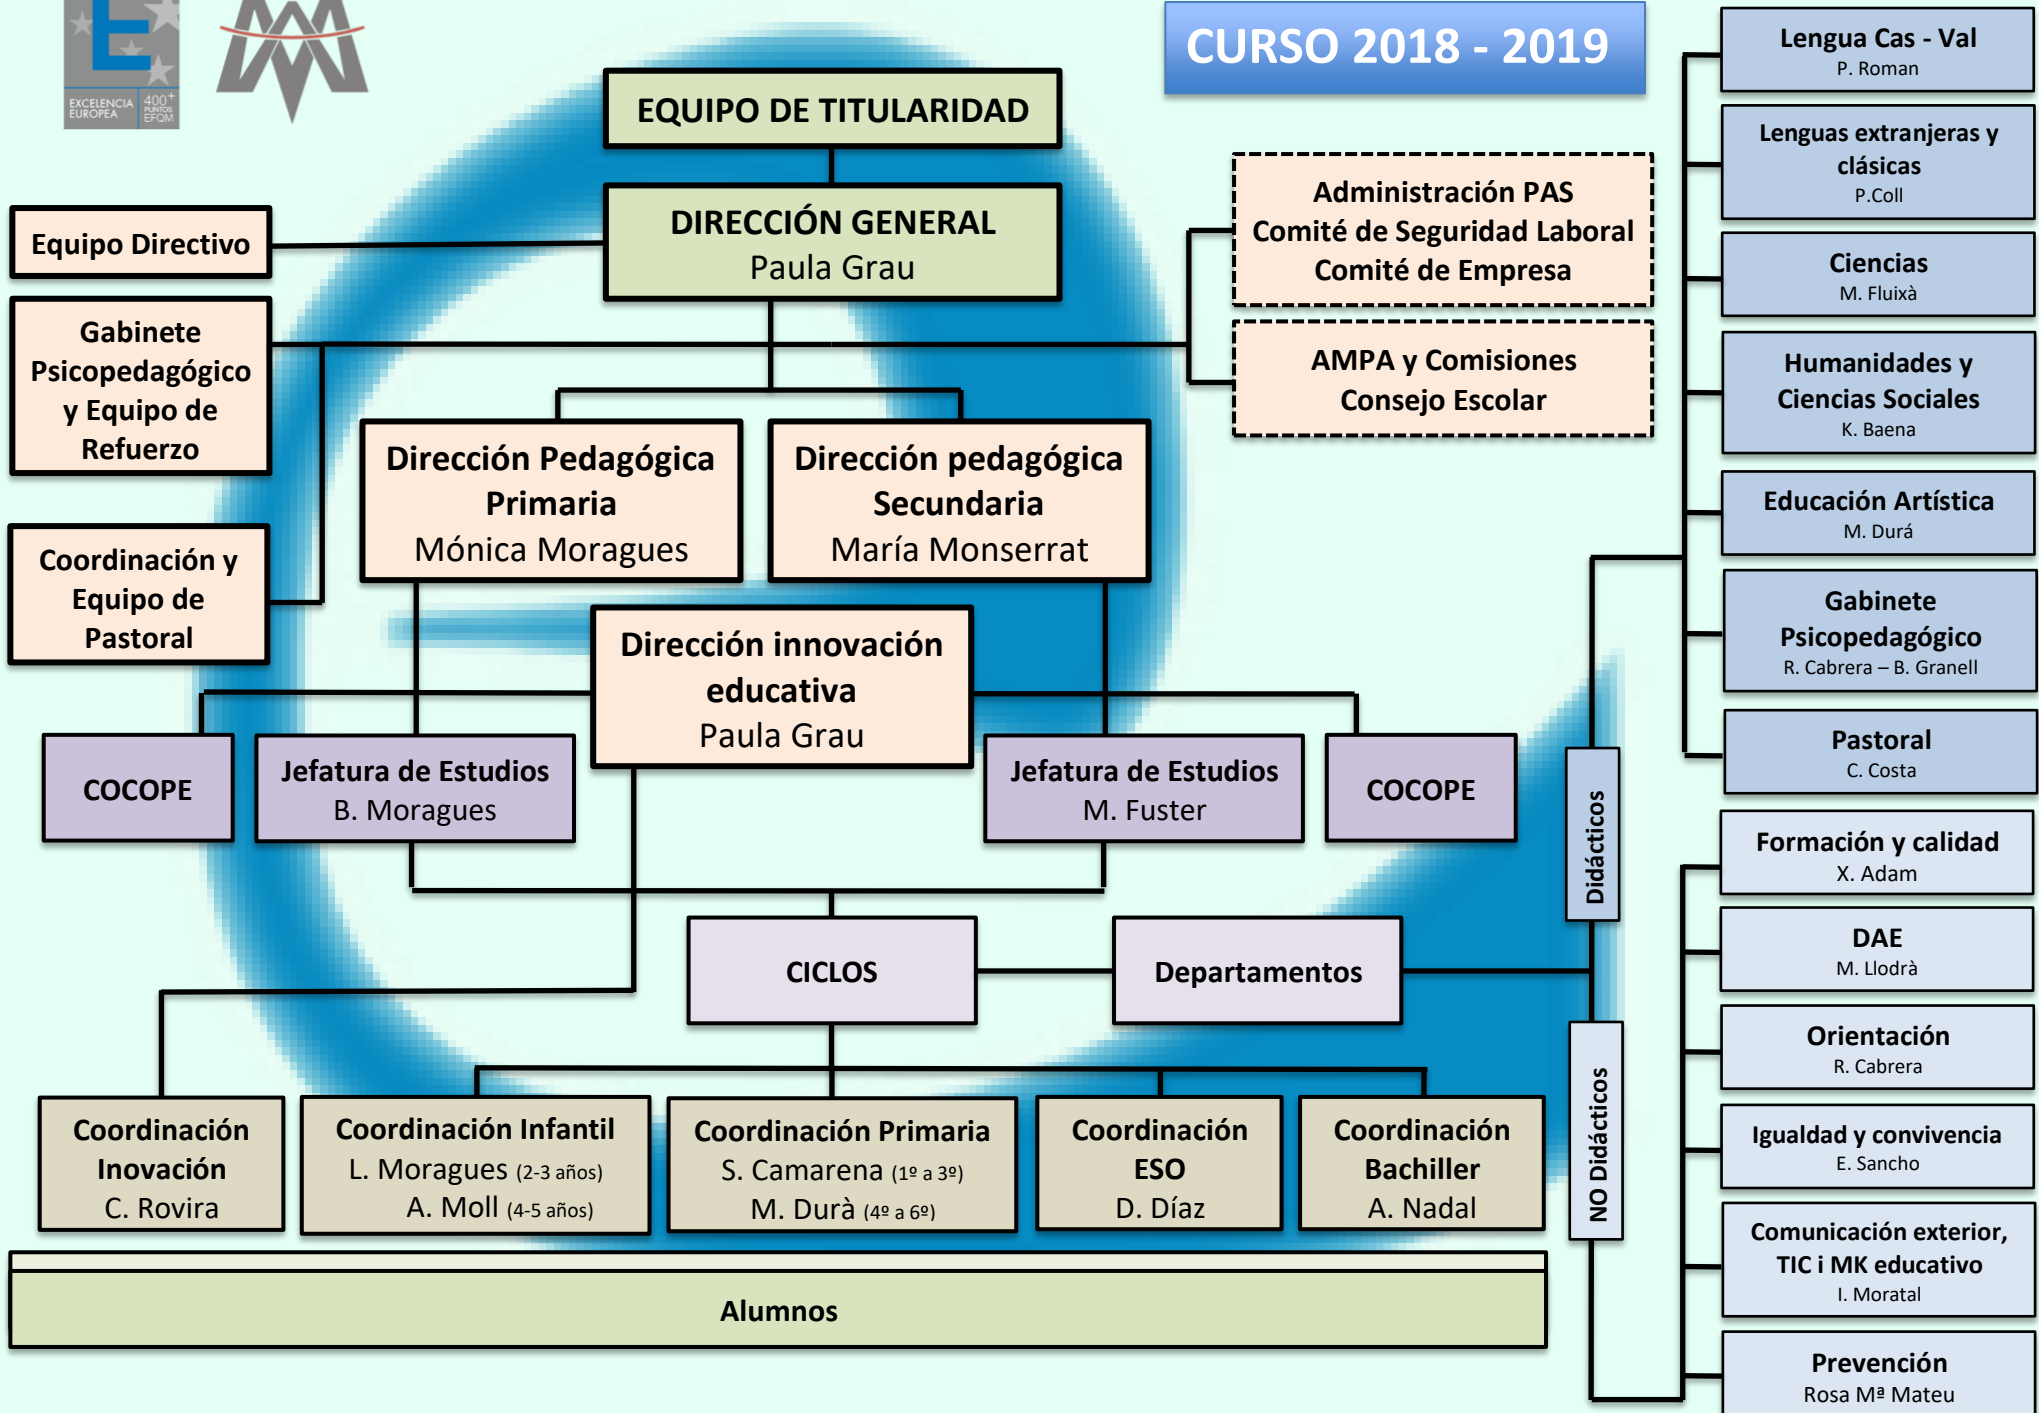 EXCELENCIA
EUROPEA
400+
PUNTOS
EFQM
CURSO 2018 - 2019
EQUIPO DE TITULARIDAD
DIRECCIÓN GENERAL
Paula Grau
Equipo Directivo
Gabinete
Psicopedagógico
y Equipo de
Refuerzo
Coordinación y
Equipo de
Pastoral
Administración PAS
Comité de Seguridad Laboral
Comité de Empresa
AMPA y Comisiones
Consejo Escolar
Dirección Pedagógica
Primaria
Mónica Moragues
Dirección pedagógica
Secundaria
María Monserrat
Dirección innovación
educativa
Paula Grau
COCOPE
Jefatura de Estudios
B. Moragues
Jefatura de Estudios
M. Fuster
COCOPE
CICLOS
Departamentos
Coordinación
Inovación
C. Rovira
Coordinación Infantil
L. Moragues (2-3 años)
A. Moll (4-5 años)
Coordinación Primaria
S. Camarena (1º a 3º)
M. Durà (4º a 6º)
Coordinación
ESO
D. Díaz
Coordinación
Bachiller
A. Nadal
Alumnos
Didácticos
NO Didácticos
Lengua Cas - Val
P. Roman
Lenguas extranjeras y
clásicas
P.Coll
Ciencias
M. Fluixà
Humanidades y
Ciencias Sociales
K. Baena
Educación Artística
M. Durá
Gabinete
Psicopedagógico
R. Cabrera – B. Granell
Pastoral
C. Costa
Formación y calidad
X. Adam
DAE
M. Llodrà
Orientación
R. Cabrera
Igualdad y convivencia
E. Sancho
Comunicación exterior,
TIC i MK educativo
I. Moratal
Prevención
Rosa Mª Mateu